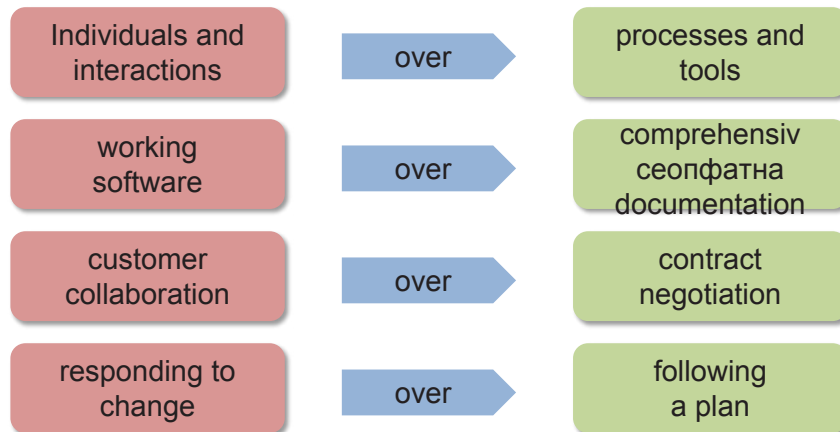 Individuals and
interactions
over
processes and
tools
working
software
over
comprehensiv
сеопфатна
documentation
customer
collaboration
over
contract
negotiation
responding to
change
over
following
a plan